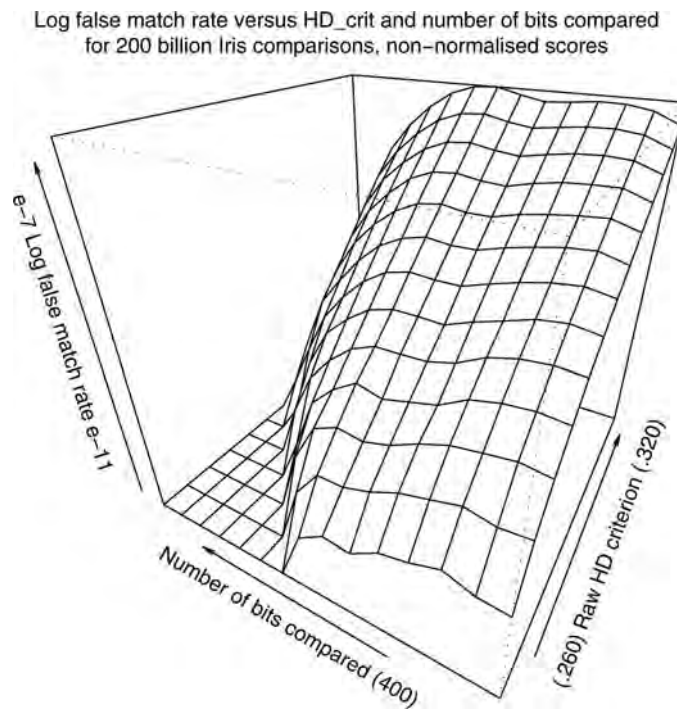 Log false match rate versus HD_crit and number of bits compared
for 200 billion Iris comparisons, non−normalised scores
e−7 Log false match rate e−11
Number of bits compared (400)
(.260) Raw HD criterion (.320)